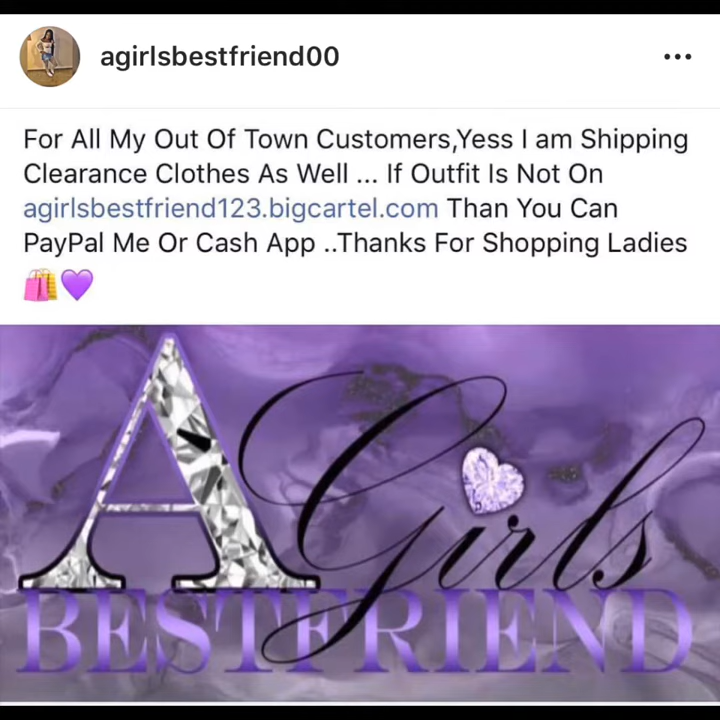 agirlsbestfriend00
For All My Out Of Town Customers,Yess I am Shipping
Clearance Clothes As Well ... If Outfit Is Not On
agirlsbestfriend123.bigcartel.com Than You Can
PayPal Me Or Cash App ..Thanks For Shopping Ladies
🛍️💜
A Girls
BESTFRIEND